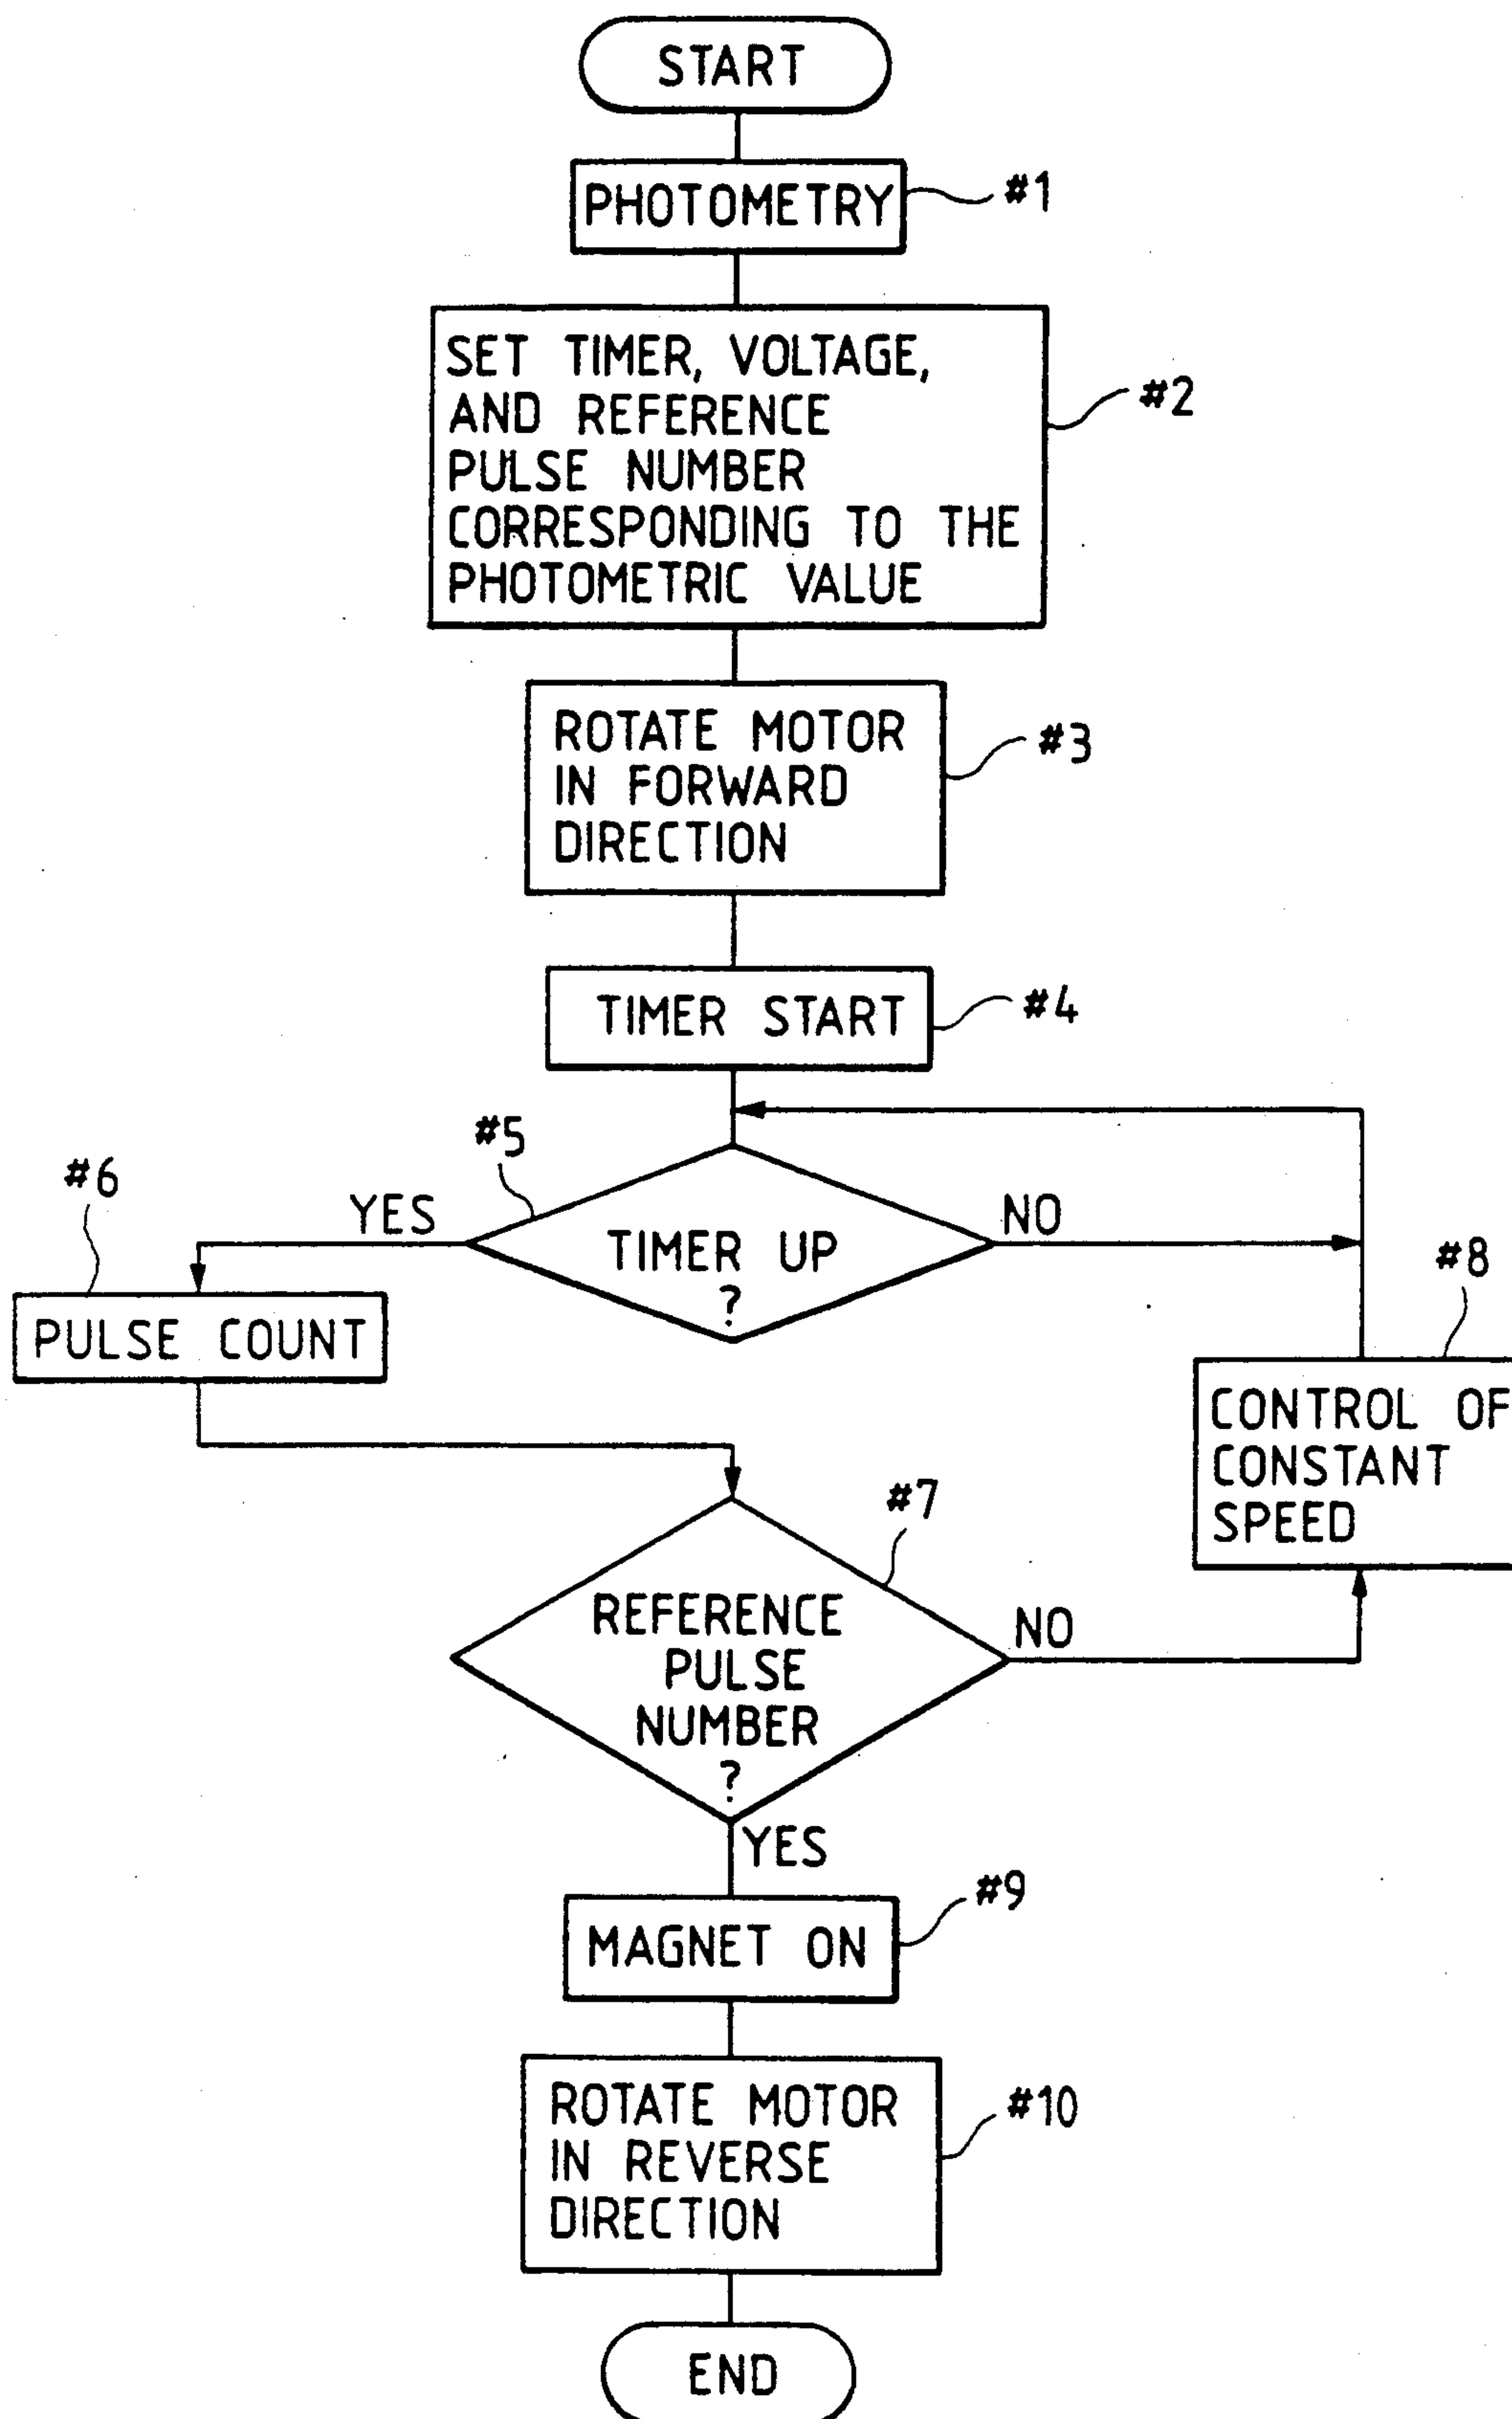 START
PHOTOMETRY
#1
SET TIMER, VOLTAGE,
AND REFERENCE
PULSE NUMBER
CORRESPONDING TO THE
PHOTOMETRIC VALUE
#2
ROTATE MOTOR
IN FORWARD
DIRECTION
#3
TIMER START
#4
#5
TIMER UP
?
YES
NO
#6
PULSE COUNT
#8
CONTROL OF
CONSTANT
SPEED
#7
REFERENCE
PULSE
NUMBER
?
NO
YES
MAGNET ON
#9
ROTATE MOTOR
IN REVERSE
DIRECTION
#10
END